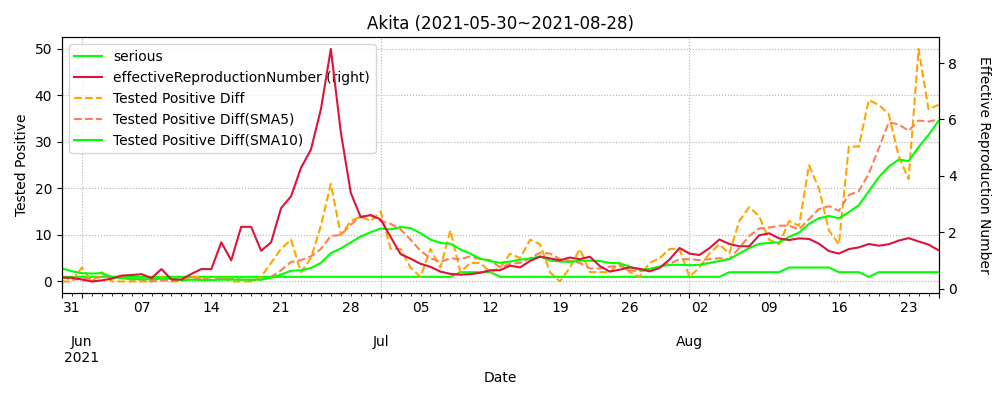 Akita (2021-05-30~2021-08-28)
serious
effectiveReproductionNumber (right)
Tested Positive Diff
Tested Positive Diff(SMA5)
Tested Positive Diff(SMA10)
Tested Positive
50
40
30
20
10
0
Effective Reproduction Number
8
6
4
2
0
31 07 14 21 28 05 12 19 26 02 09 16 23
Jun Jul Aug
2021
Date